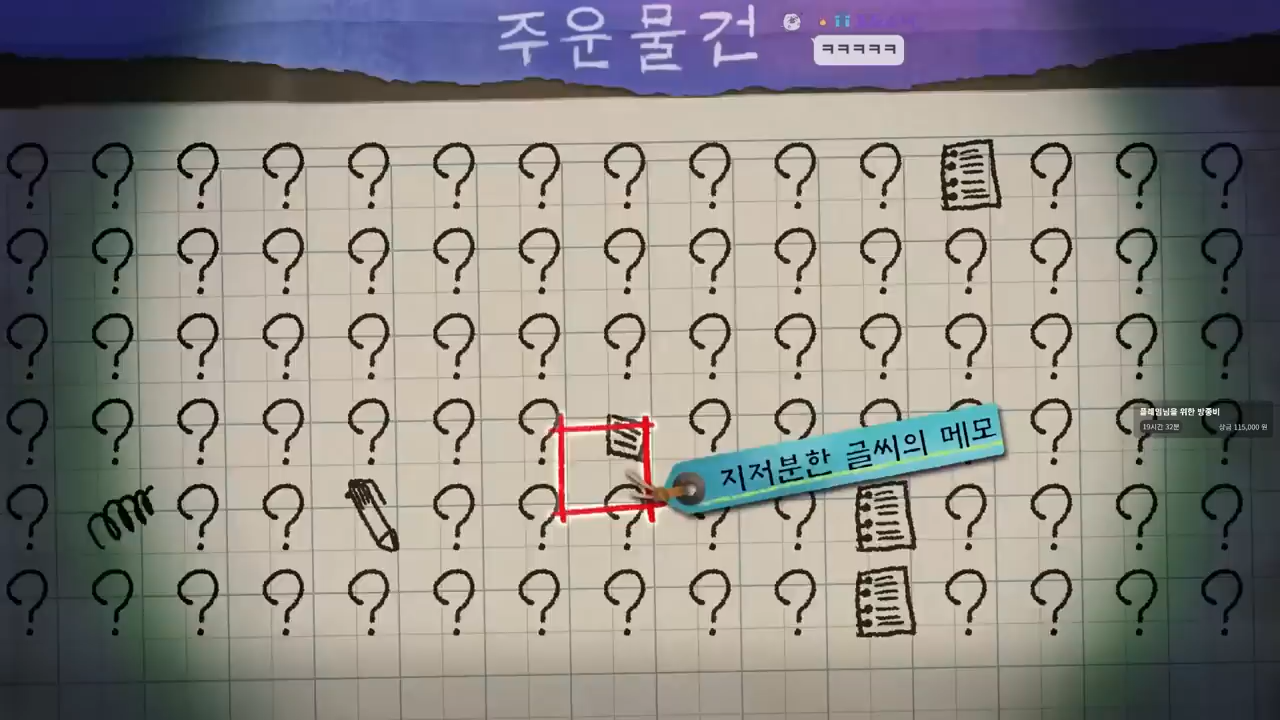 주운물건
ㅋㅋㅋㅋㅋ
플레임님을 위한 방종비
19시간 32분
상금 115,000 원
지저분한 글씨의 메모